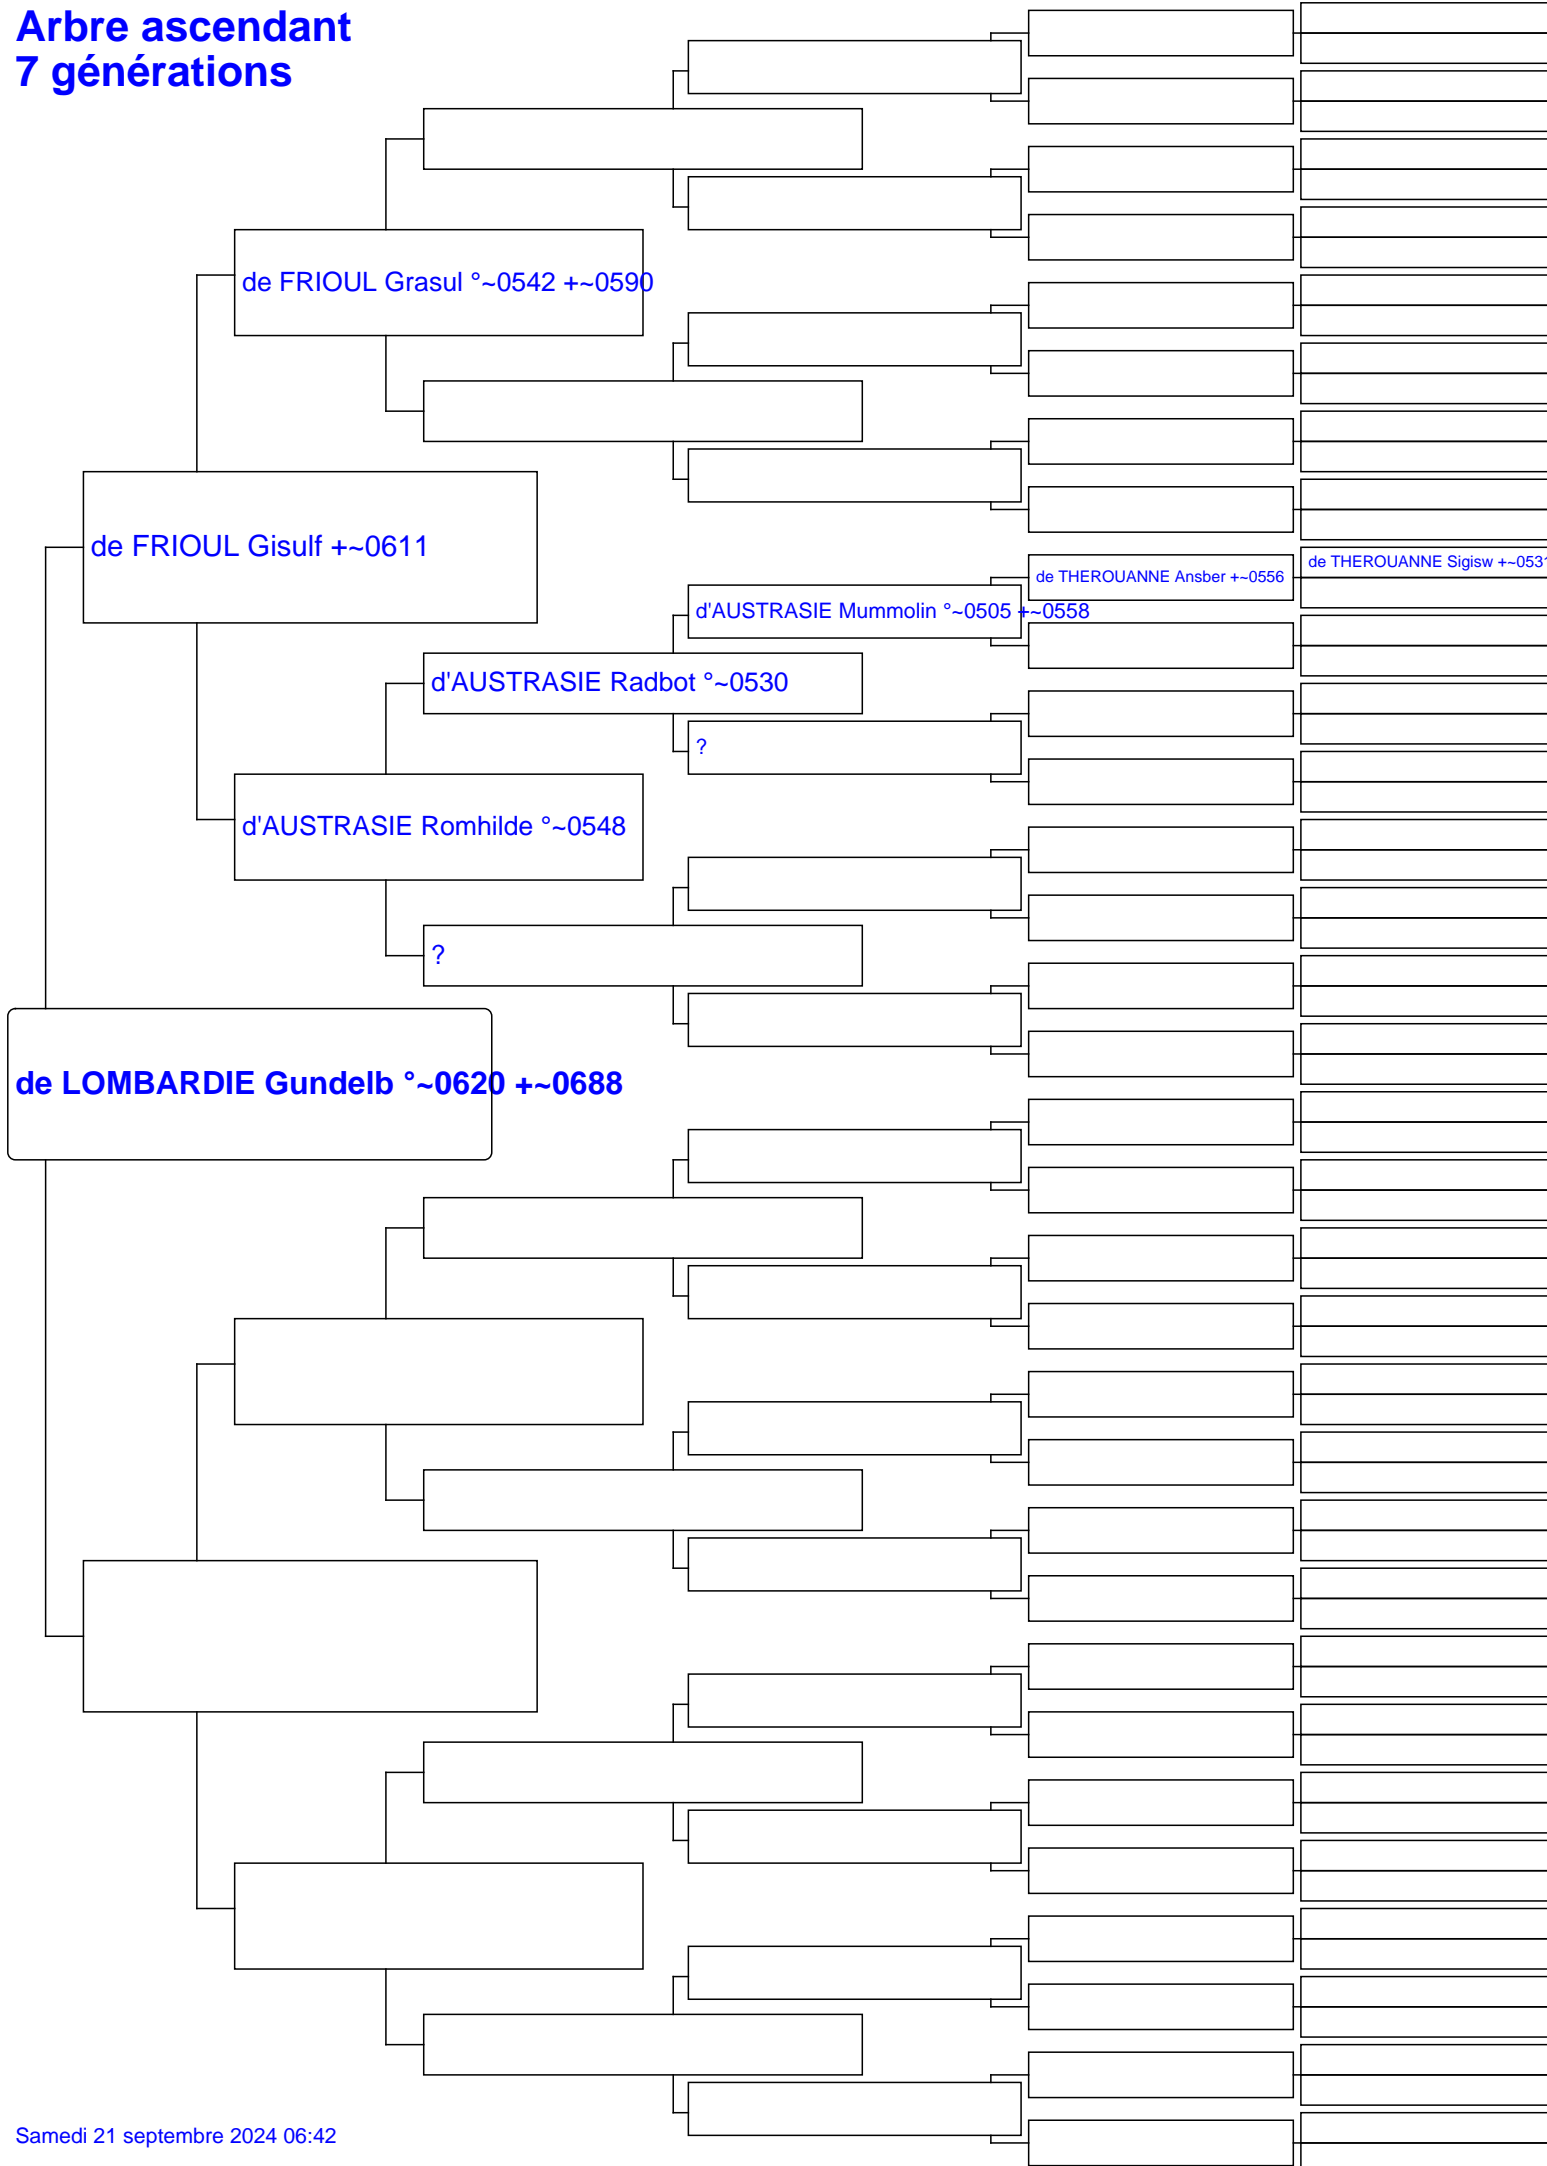 Arbre ascendant
7 générations
de FRIOUL Grasul °~0542 +~0590
de FRIOUL Gisulf +~0611
de THEROUANNE Sigisw +~0531
de THEROUANNE Ansber +~0556
d'AUSTRASIE Mummolin °~0505 +~0558
d'AUSTRASIE Radbot °~0530
?
d'AUSTRASIE Romhilde °~0548
?
de LOMBARDIE Gundelb °~0620 +~0688
Samedi 21 septembre 2024 06:42